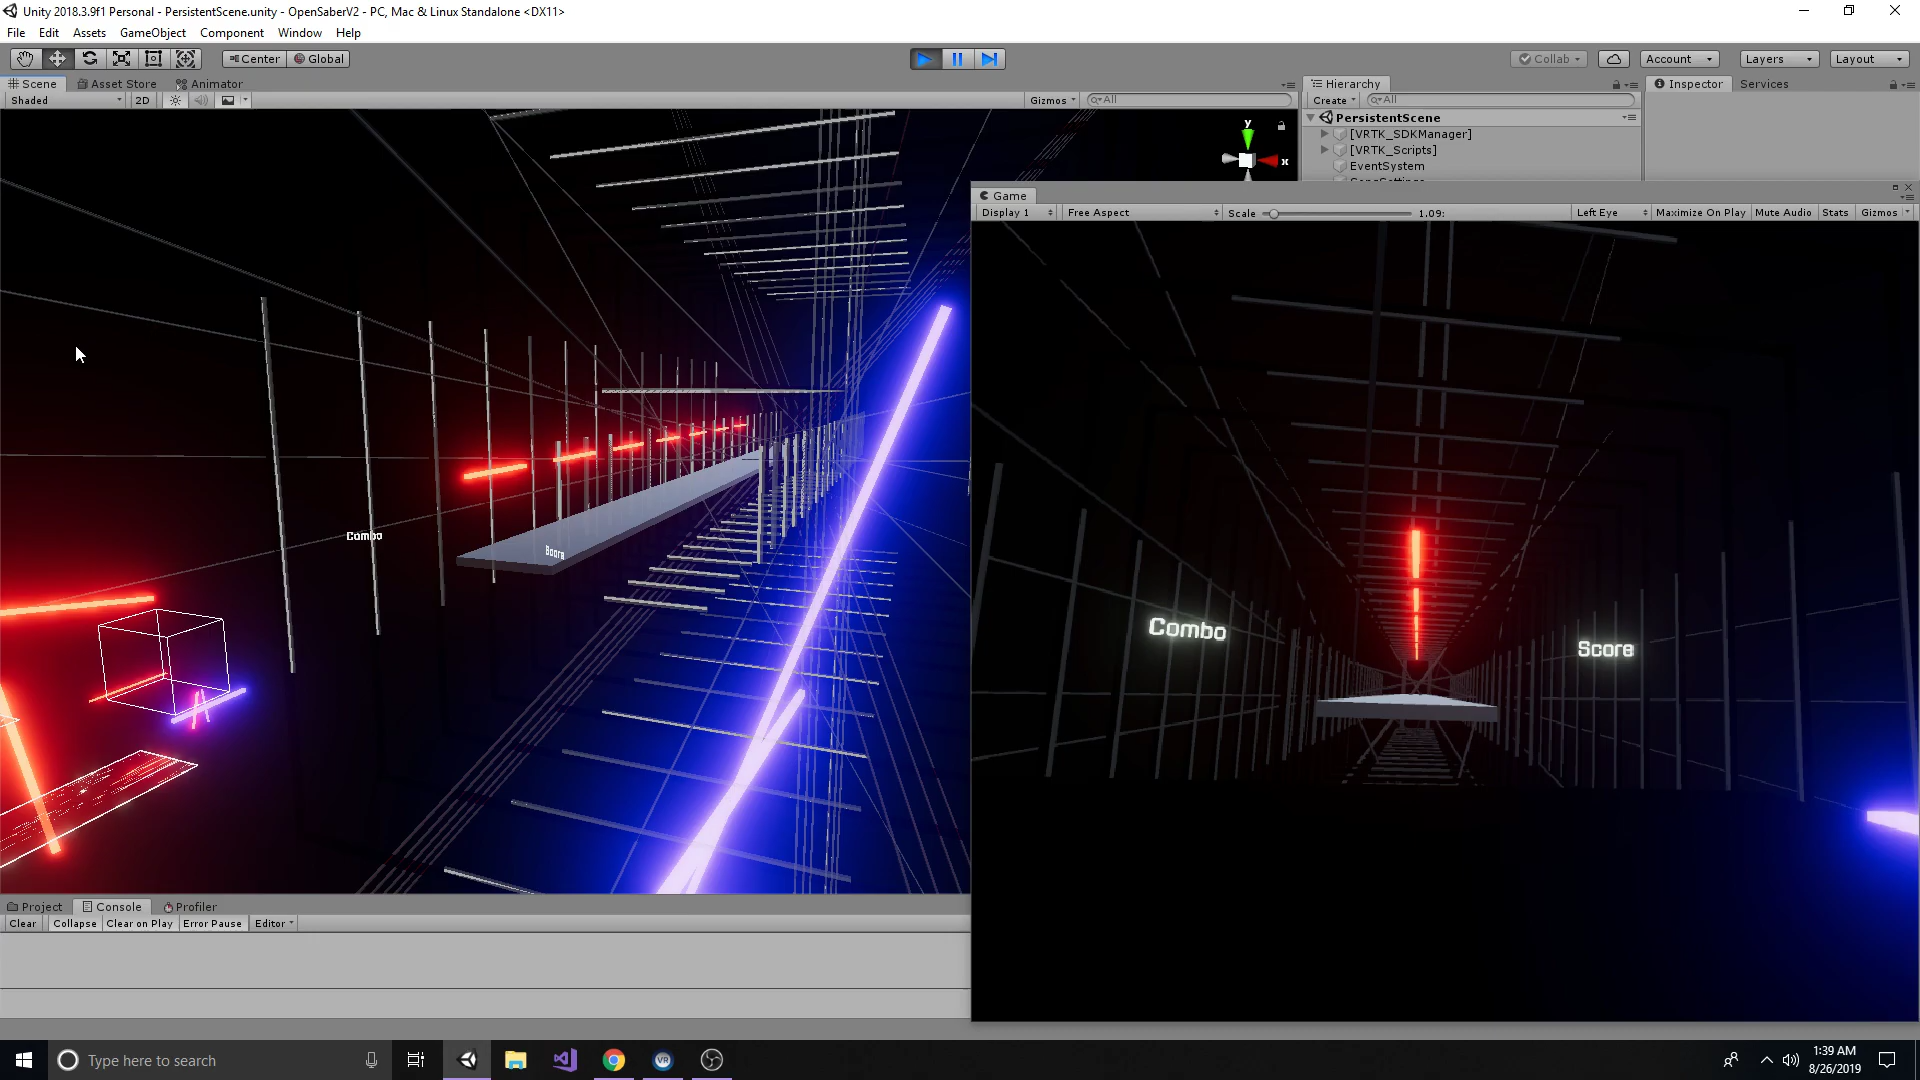 Unity 2018.3.9f1 Personal - PersistentScene.unity - OpenSaberV2 - PC, Mac & Linux Standalone <DX11>
File Edit Assets GameObject Component Window Help
Center Global Collab Account Layers Layout
Scene Asset Store Animator
Shaded 2D Gizmos All
Hierarchy
Create All
Inspector Services
PersistentScene
[VRTK_SDKManager]
[VRTK_Scripts]
EventSystem
y
x
Game
Display 1 Free Aspect Scale 1.09: Left Eye Maximize On Play Mute Audio Stats Gizmos
Combo
Score
Combo
Score
Project Console Profiler
Clear Collapse Clear on Play Error Pause Editor
Type here to search
VR
1:39 AM
8/26/2019